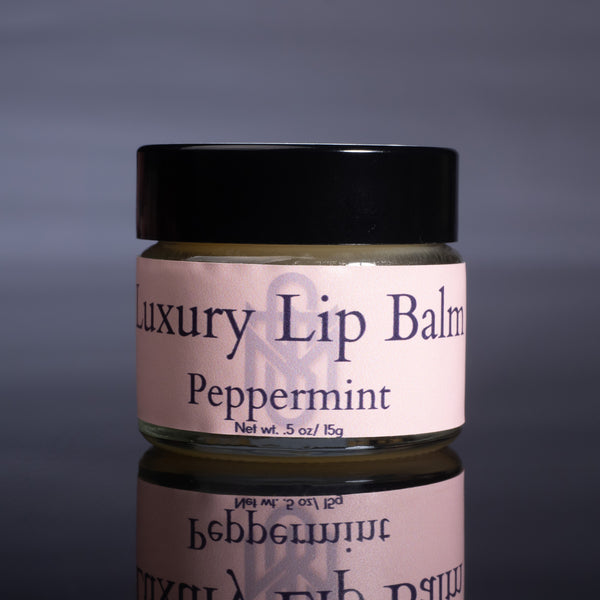 Luxury Lip Balm
Peppermint
Net wt. .5 oz/ 15g